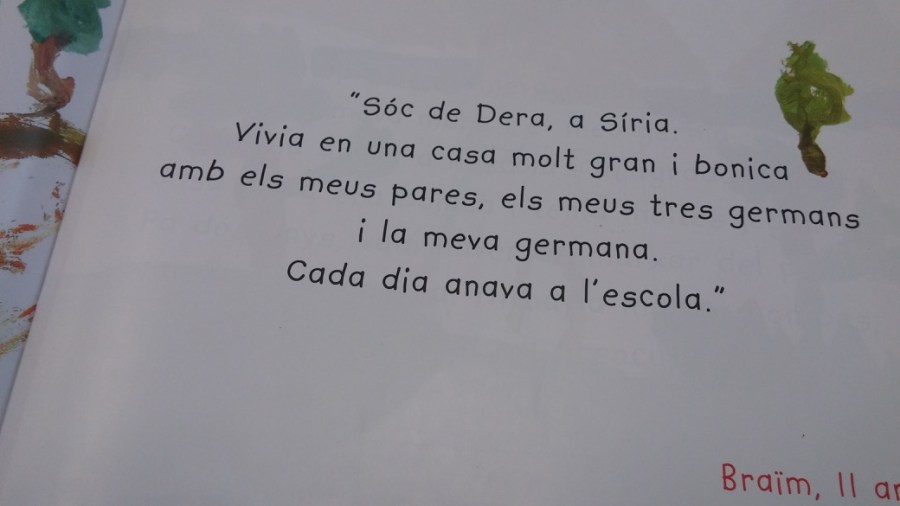 "Sóc de Dera, a Síria.
Vivia en una casa molt gran i bonica
amb els meus pares, els meus tres germans
i la meva germana.
Cada dia anava a l'escola."
Braïm, 11